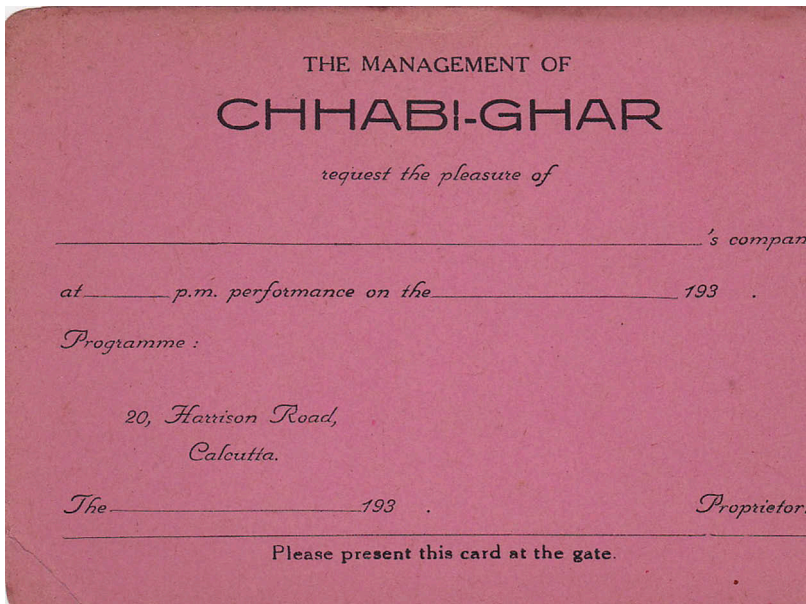 THE MANAGEMENT OF
CHHABI-GHAR
request the pleasure of
's compan
at p.m. performance on the 193 .
Programme :
20, Harrison Road,
Calcutta.
The 193 .
Proprietor.
Please present this card at the gate.